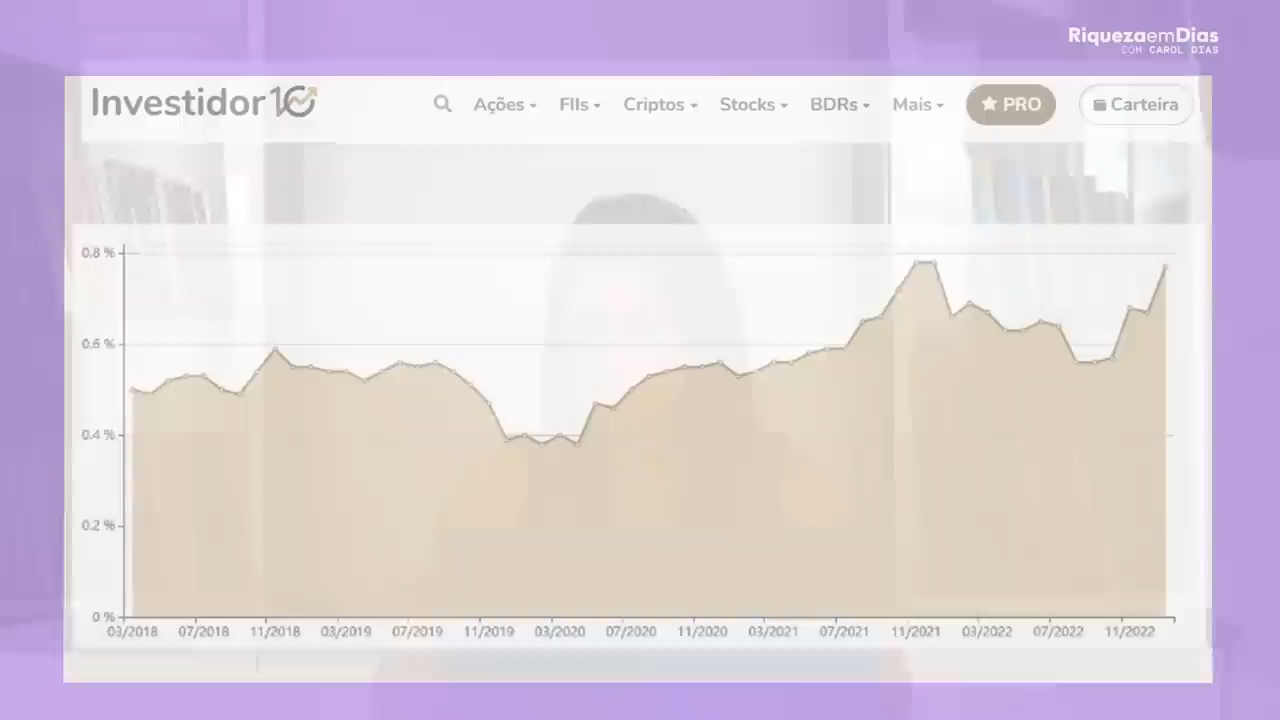 RiquezaemDias
COM CAROL DIAS
Investidor10
Ações FIIs Criptos Stocks BDRs Mais PRO Carteira
0.8 %
0.6 %
0.4 %
0.2 %
0 %
03/2018 07/2018 11/2018 03/2019 07/2019 11/2019 03/2020 07/2020 11/2020 03/2021 07/2021 11/2021 03/2022 07/2022 11/2022